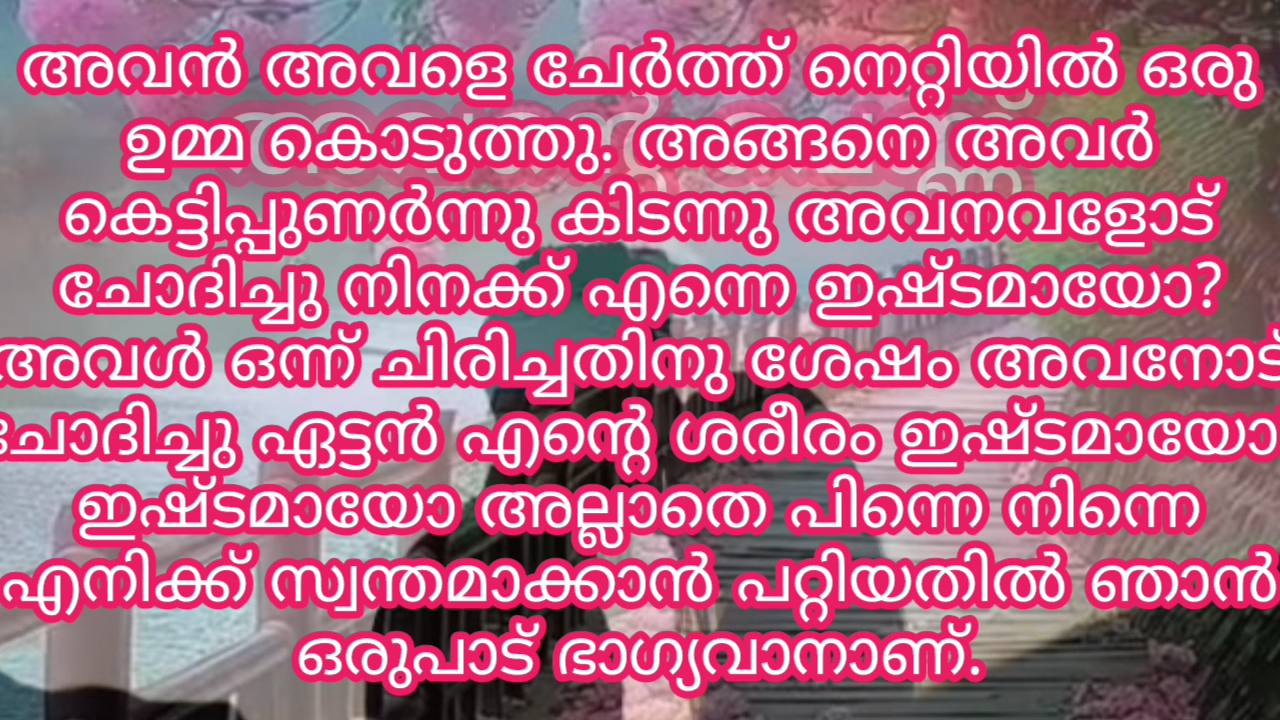 അവൻ അവളെ ചേർത്ത് നെറ്റിയിൽ ഒരു
ഉമ്മ കൊടുത്തു. അങ്ങനെ അവർ
കെട്ടിപ്പുണർന്നു കിടന്നു അവനവളോട്
ചോദിച്ചു നിനക്ക് എന്നെ ഇഷ്ടമായോ?
അവൾ ഒന്ന് ചിരിച്ചതിനു ശേഷം അവനോട്
ചോദിച്ചു ഏട്ടൻ എന്റെ ശരീരം ഇഷ്ടമായോ
ഇഷ്ടമായോ അല്ലാതെ പിന്നെ നിന്നെ
എനിക്ക് സ്വന്തമാക്കാൻ പറ്റിയതിൽ ഞാൻ
ഒരുപാട് ഭാഗ്യവാനാണ്.